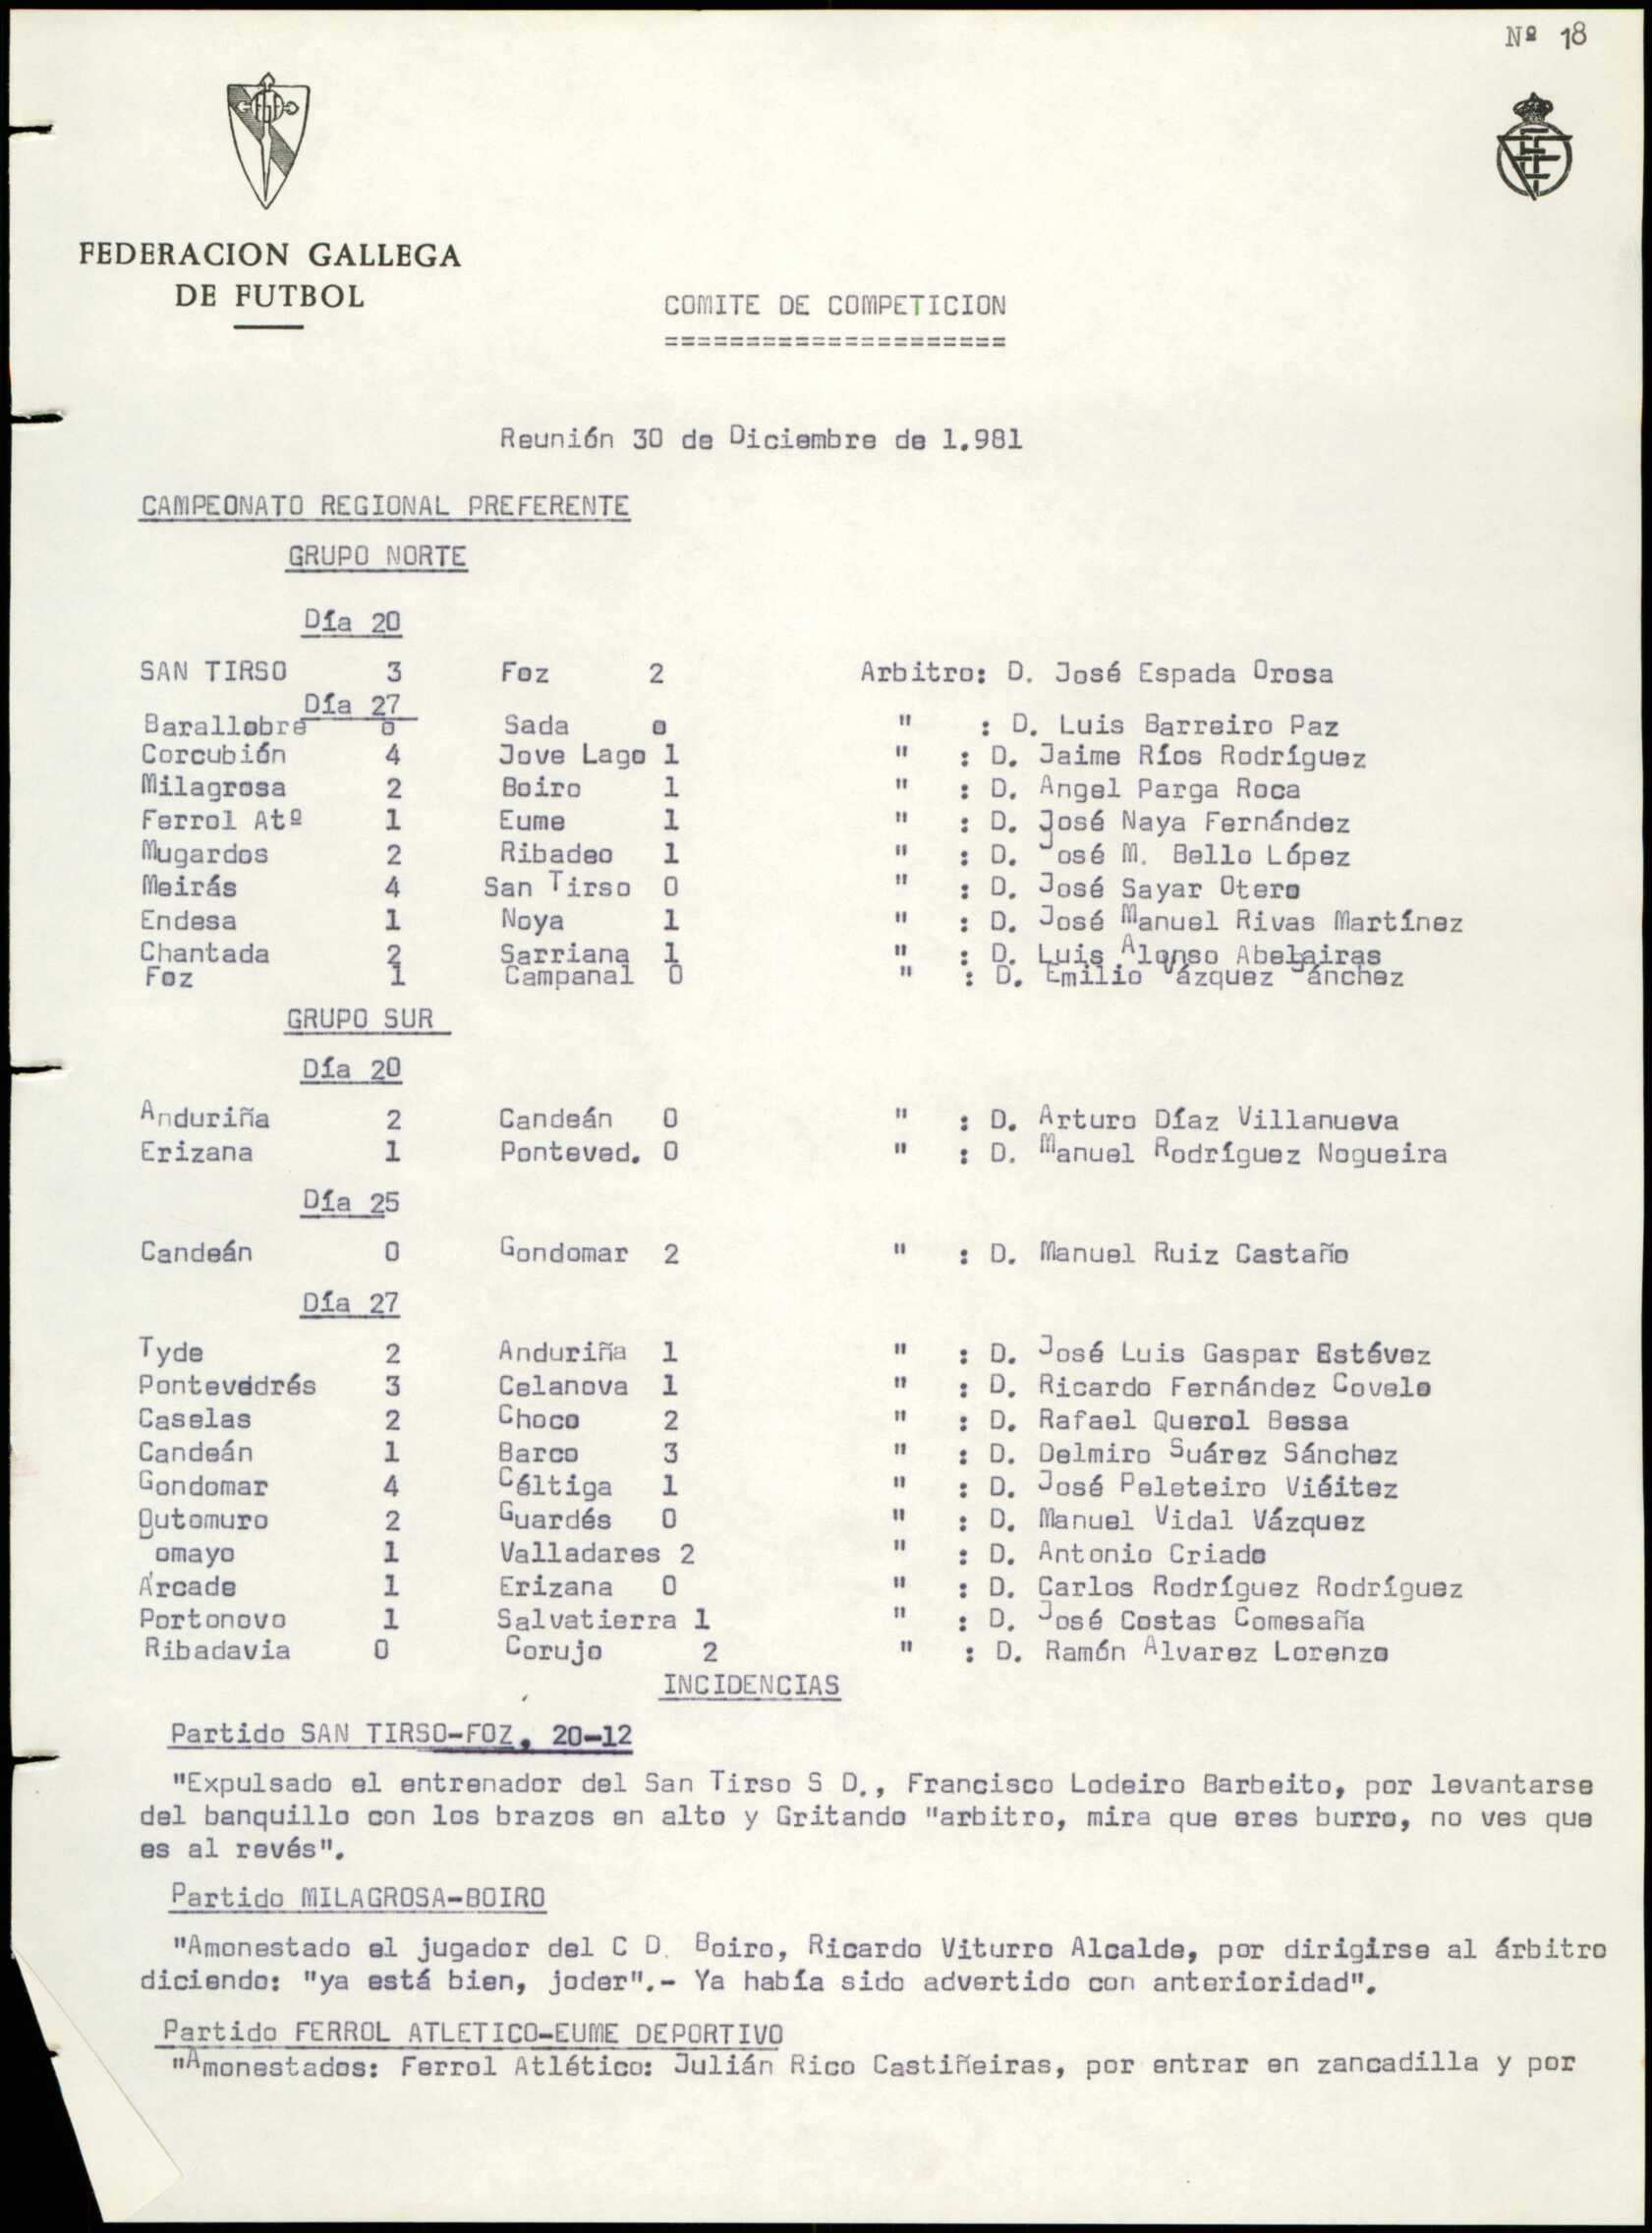 Nº 18
FEDERACION GALLEGA
DE FUTBOL
COMITE DE COMPETICION
=====================
Reunión 30 de Diciembre de 1.981
CAMPEONATO REGIONAL PREFERENTE
GRUPO NORTE
Día 20
SAN TIRSO 3 Foz 2 Arbitro: D. José Espada Orosa
Día 27
Barallobre 0 Sada 0 " : D. Luis Barreiro Paz
Corcubión 4 Jove Lago 1 " : D. Jaime Ríos Rodríguez
Milagrosa 2 Boiro 1 " : D. Angel Parga Roca
Ferrol Atº 1 Eume 1 " : D. José Naya Fernández
Mugardos 2 Ribadeo 1 " : D. José M. Bello López
Meirás 4 San Tirso 0 " : D. José Sayar Otero
Endesa 1 Noya 1 " : D. José Manuel Rivas Martínez
Chantada 2 Sarriana 1 " : D. Luis Alonso Abelairas
Foz 1 Campanal 0 " : D. Emilio Vázquez Sánchez
GRUPO SUR
Día 20
Anduriña 2 Candeán 0 " : D. Arturo Díaz Villanueva
Erizana 1 Ponteved. 0 " : D. Manuel Rodríguez Nogueira
Día 25
Candeán 0 Gondomar 2 " : D. Manuel Ruiz Castaño
Día 27
Tyde 2 Anduriña 1 " : D. José Luis Gaspar Estévez
Pontevedrés 3 Celanova 1 " : D. Ricardo Fernández Covelo
Caselas 2 Choco 2 " : D. Rafael Querol Bessa
Candeán 1 Barco 3 " : D. Delmiro Suárez Sánchez
Gondomar 4 Céltiga 1 " : D. José Peleteiro Viéitez
Outomuro 2 Guardés 0 " : D. Manuel Vidal Vázquez
omayo 1 Valladares 2 " : D. Antonio Criado
Arcade 1 Erizana 0 " : D. Carlos Rodríguez Rodríguez
Portonovo 1 Salvatierra 1 " : D. José Costas Comesaña
Ribadavia 0 Corujo 2 " : D. Ramón Alvarez Lorenzo
INCIDENCIAS
Partido SAN TIRSO-FOZ, 20-12
"Expulsado el entrenador del San Tirso S D., Francisco Lodeiro Barbeito, por levantarse
del banquillo con los brazos en alto y Gritando "arbitro, mira que eres burro, no ves que
es al revés".
Partido MILAGROSA-BOIRO
"Amonestado el jugador del C D. Boiro, Ricardo Viturro Alcalde, por dirigirse al árbitro
diciendo: "ya está bien, joder".- Ya había sido advertido con anterioridad".
Partido FERROL ATLETICO-EUME DEPORTIVO
"Amonestados: Ferrol Atlético: Julián Rico Castiñeiras, por entrar en zancadilla y por